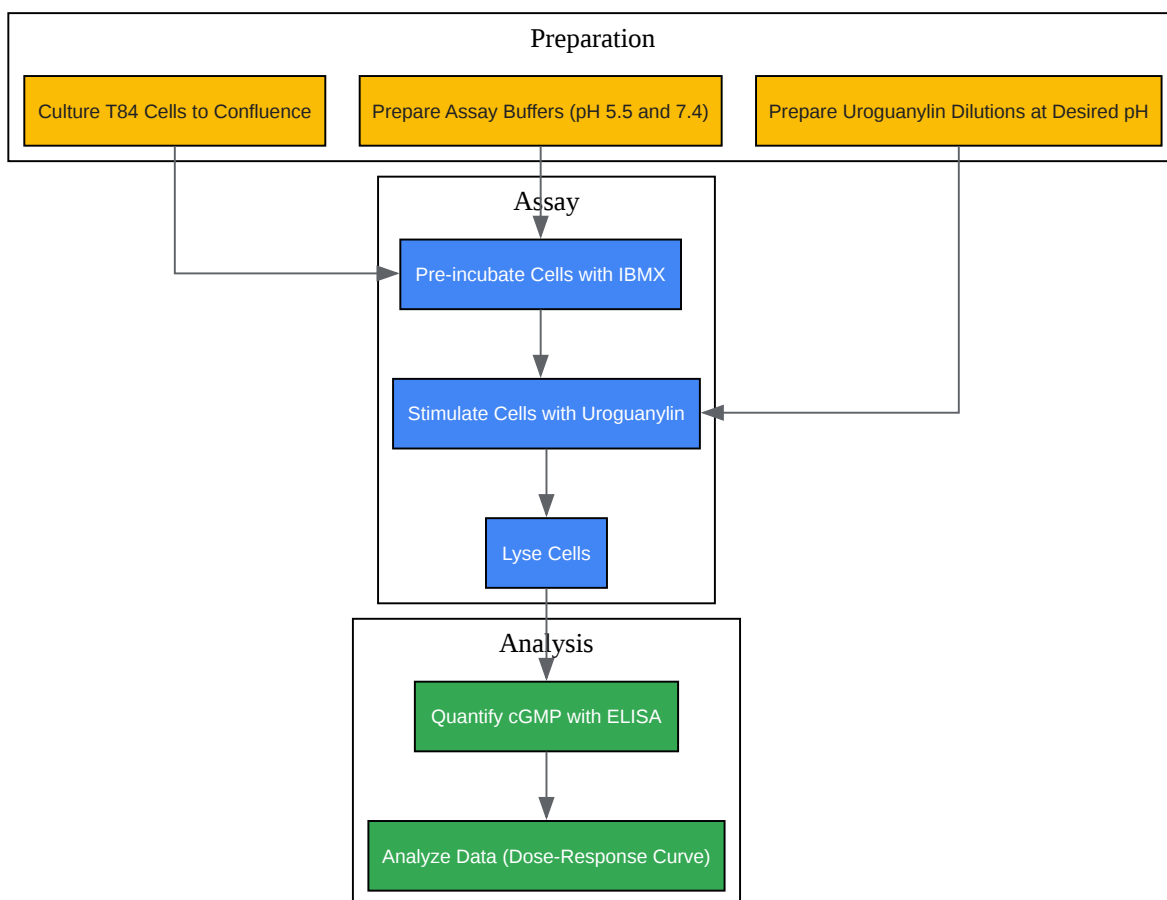 Preparation
Culture T84 Cells to Confluence
Prepare Assay Buffers (pH 5.5 and 7.4)
Prepare Uroguanylin Dilutions at Desired pH
Assay
Pre-incubate Cells with IBMX
Stimulate Cells with Uroguanylin
Lyse Cells
Analysis
Quantify cGMP with ELISA
Analyze Data (Dose-Response Curve)